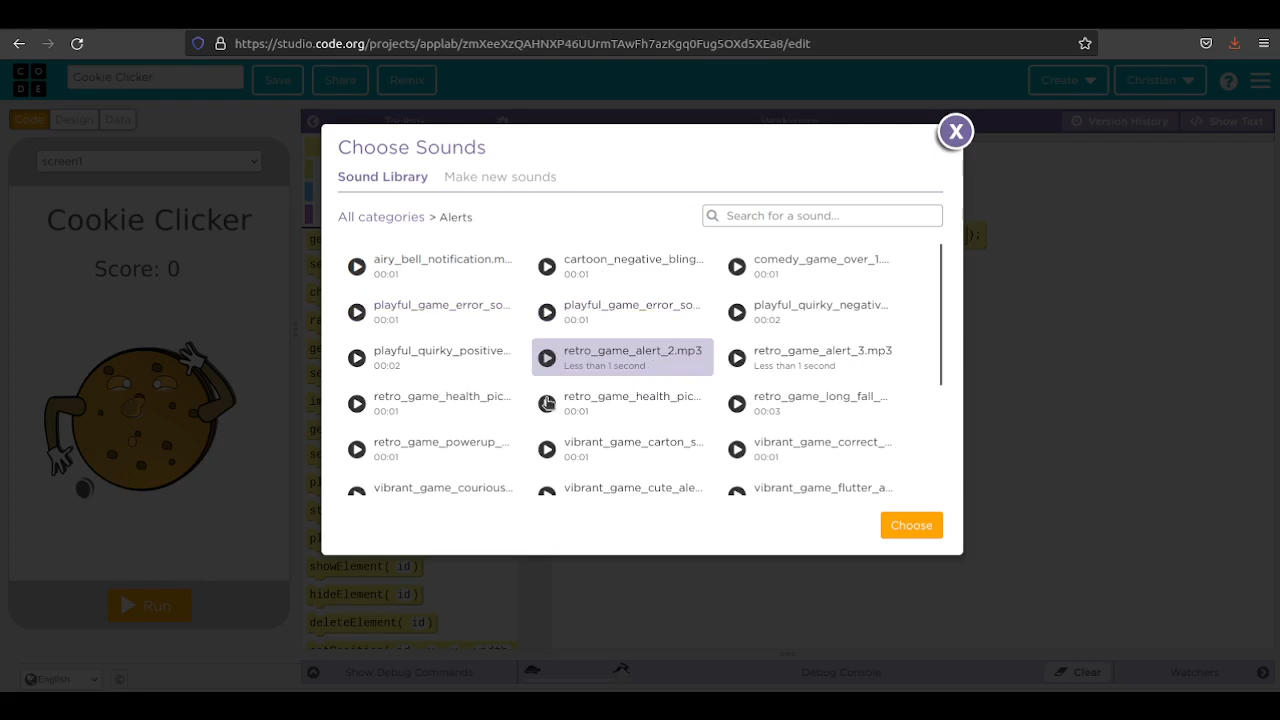 https://studio.code.org/projects/applab/zmXeeXzQAHNXP46UUrmTAwFh7azKgq0Fug5OXd5XEa8/edit
C O
D E
Cookie Clicker
Save
Share
Remix
Create
Christian
?
Code
Design
Data
Toolbox
Workspace
Version History
</> Show Text
screen1
Cookie Clicker
Score: 0
Run
English
X
Choose Sounds
Sound Library
Make new sounds
All categories > Alerts
Search for a sound...
airy_bell_notification.m...
00:01
cartoon_negative_bling...
00:01
comedy_game_over_1....
00:01
playful_game_error_so...
00:01
playful_game_error_so...
00:01
playful_quirky_negativ...
00:02
playful_quirky_positive...
00:02
retro_game_alert_2.mp3
Less than 1 second
retro_game_alert_3.mp3
Less than 1 second
retro_game_health_pic...
00:01
retro_game_health_pic...
00:01
retro_game_long_fall_...
00:03
retro_game_powerup_...
00:01
vibrant_game_carton_s...
00:01
vibrant_game_correct_...
00:01
vibrant_game_courious...
vibrant_game_cute_ale...
vibrant_game_flutter_a...
Choose
);
showElement( id)
hideElement( id)
deleteElement( id)
Show Debug Commands
Debug Console
Clear
Watchers